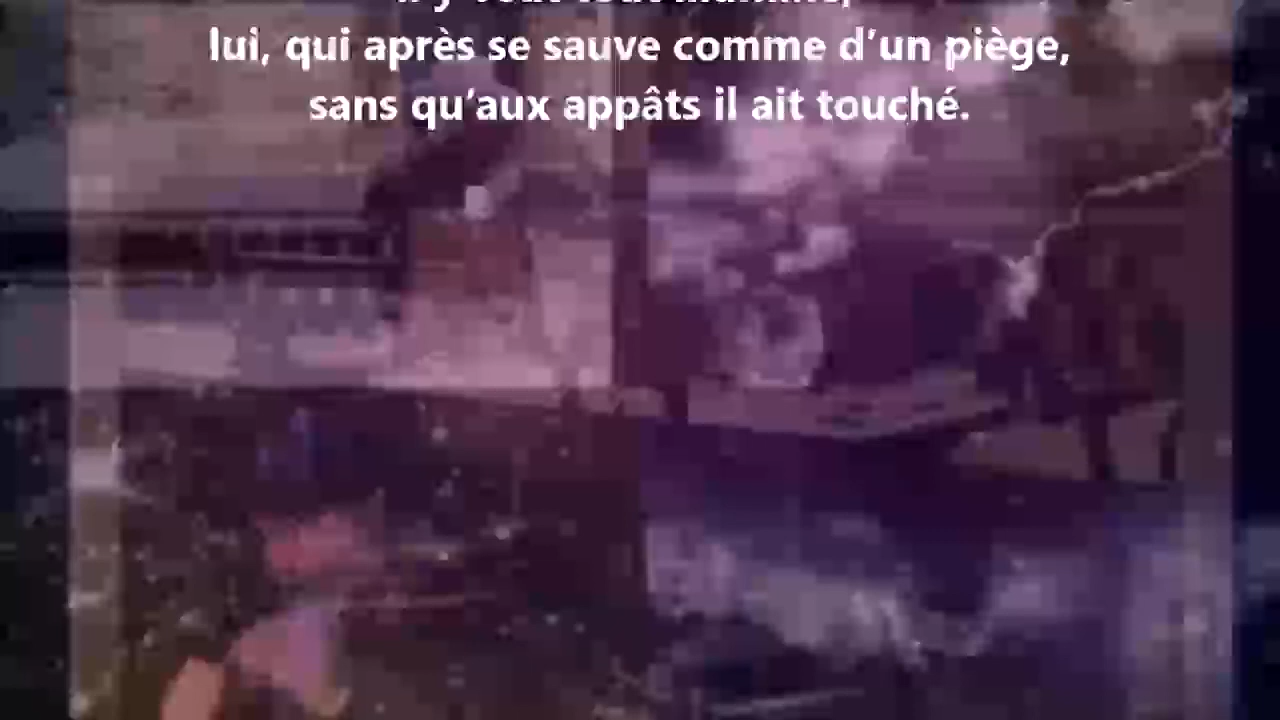 lui, qui après se sauve comme d’un piège,
sans qu’aux appâts il ait touché.